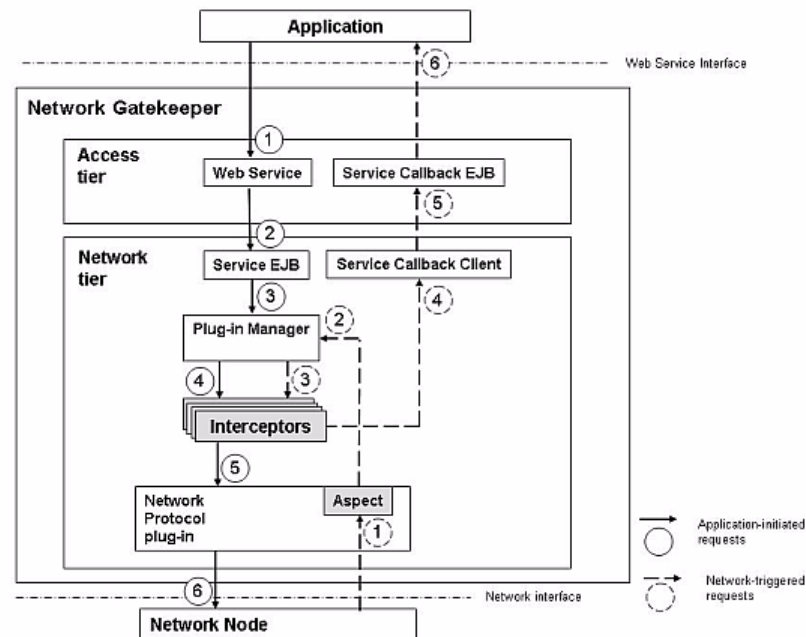 Application
6
Web Service Interface
Network Gatekeeper
1
Access
tier
Web Service
Service Callback EJB
5
2
Network
tier
Service EJB
Service Callback Client
3
4
2
Plug-in Manager
4
3
Interceptors
5
Network
Protocol
plug-in
Aspect
1
Application-initiated
requests
6
Network interface
Network-triggered
requests
Network Node